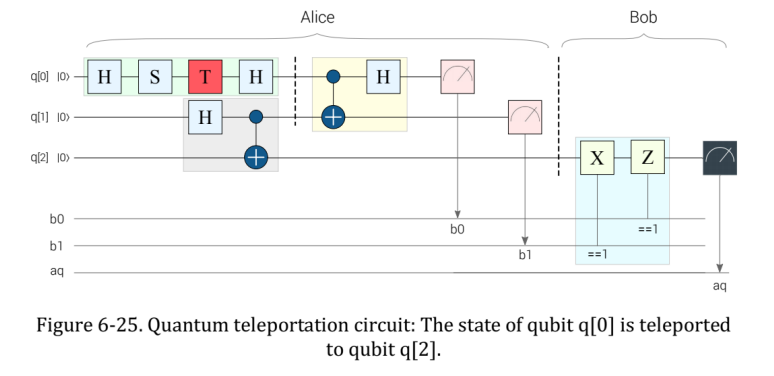 Alice Bob
q[0] |0⟩ H S T H H
q[1] |0⟩ H
q[2] |0⟩ X Z
b0 b0 ==1
b1 b1 ==1
aq aq
Figure 6-25. Quantum teleportation circuit: The state of qubit q[0] is teleported
to qubit q[2].